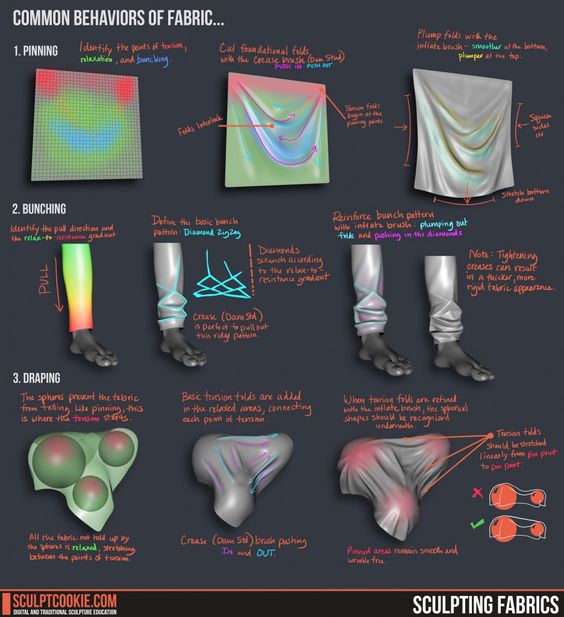 COMMON BEHAVIORS OF FABRIC...
1. PINNING
Identify the points of tension,
relaxation, and bunching.
Cut foundational folds
with the Crease brush (Dam Std)
PUSH IN PUSH OUT
Plump folds with the
inflate brush - smoother at the bottom,
plumper at the top.
Folds Interlock
Tension folds
begin at the
pinning points
Squeeze
sides
IN
Stretch bottom
down
2. BUNCHING
Identify the pull direction and
the relax-to-resistance gradient
PULL
Define the basic bunch
pattern: Diamond ZigZag
Diamonds
scrunch according
to the relax-to
resistance gradient
Crease (Dam Std)
is perfect to pull out
this ridge pattern.
Reinforce bunch pattern
with inflate brush: plumping out
folds and pushing in the diamonds
Note: Tightening
creases can result
in a thicker, more
rigid fabric appearance.
3. DRAPING
The spheres prevent the fabric
from falling. Like pinning, this
is where the tension starts.
All the fabric not held up by
the spheres is relaxed, stretching
between the points of tension.
Basic tension folds are added
in the relaxed areas, connecting
each point of tension.
Crease (Dam Std) brush pushing
IN and OUT.
When tension folds are refined
with the inflate brush, the spherical
shapes should be recognized
underneath.
Tension folds
should be stretched
linearly from pin point
to pin point.
Pinned areas remain smooth and
wrinkle free.
SCULPTCOOKIE.COM
DIGITAL AND TRADITIONAL SCULPTURE EDUCATION
SCULPTING FABRICS